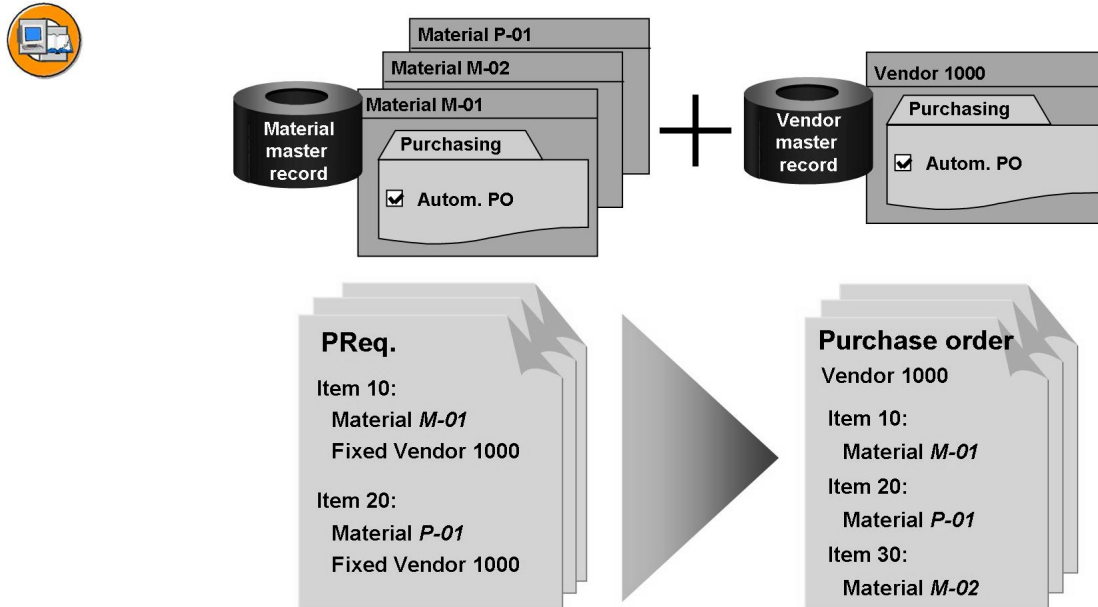 Material P-01
Material M-02
Material M-01
Material
master
record
Purchasing
Autom. PO
Vendor 1000
Vendor
master
record
Purchasing
Autom. PO
PReq.
Item 10:
Material M-01
Fixed Vendor 1000
Item 20:
Material P-01
Fixed Vendor 1000
Purchase order
Vendor 1000
Item 10:
Material M-01
Item 20:
Material P-01
Item 30:
Material M-02